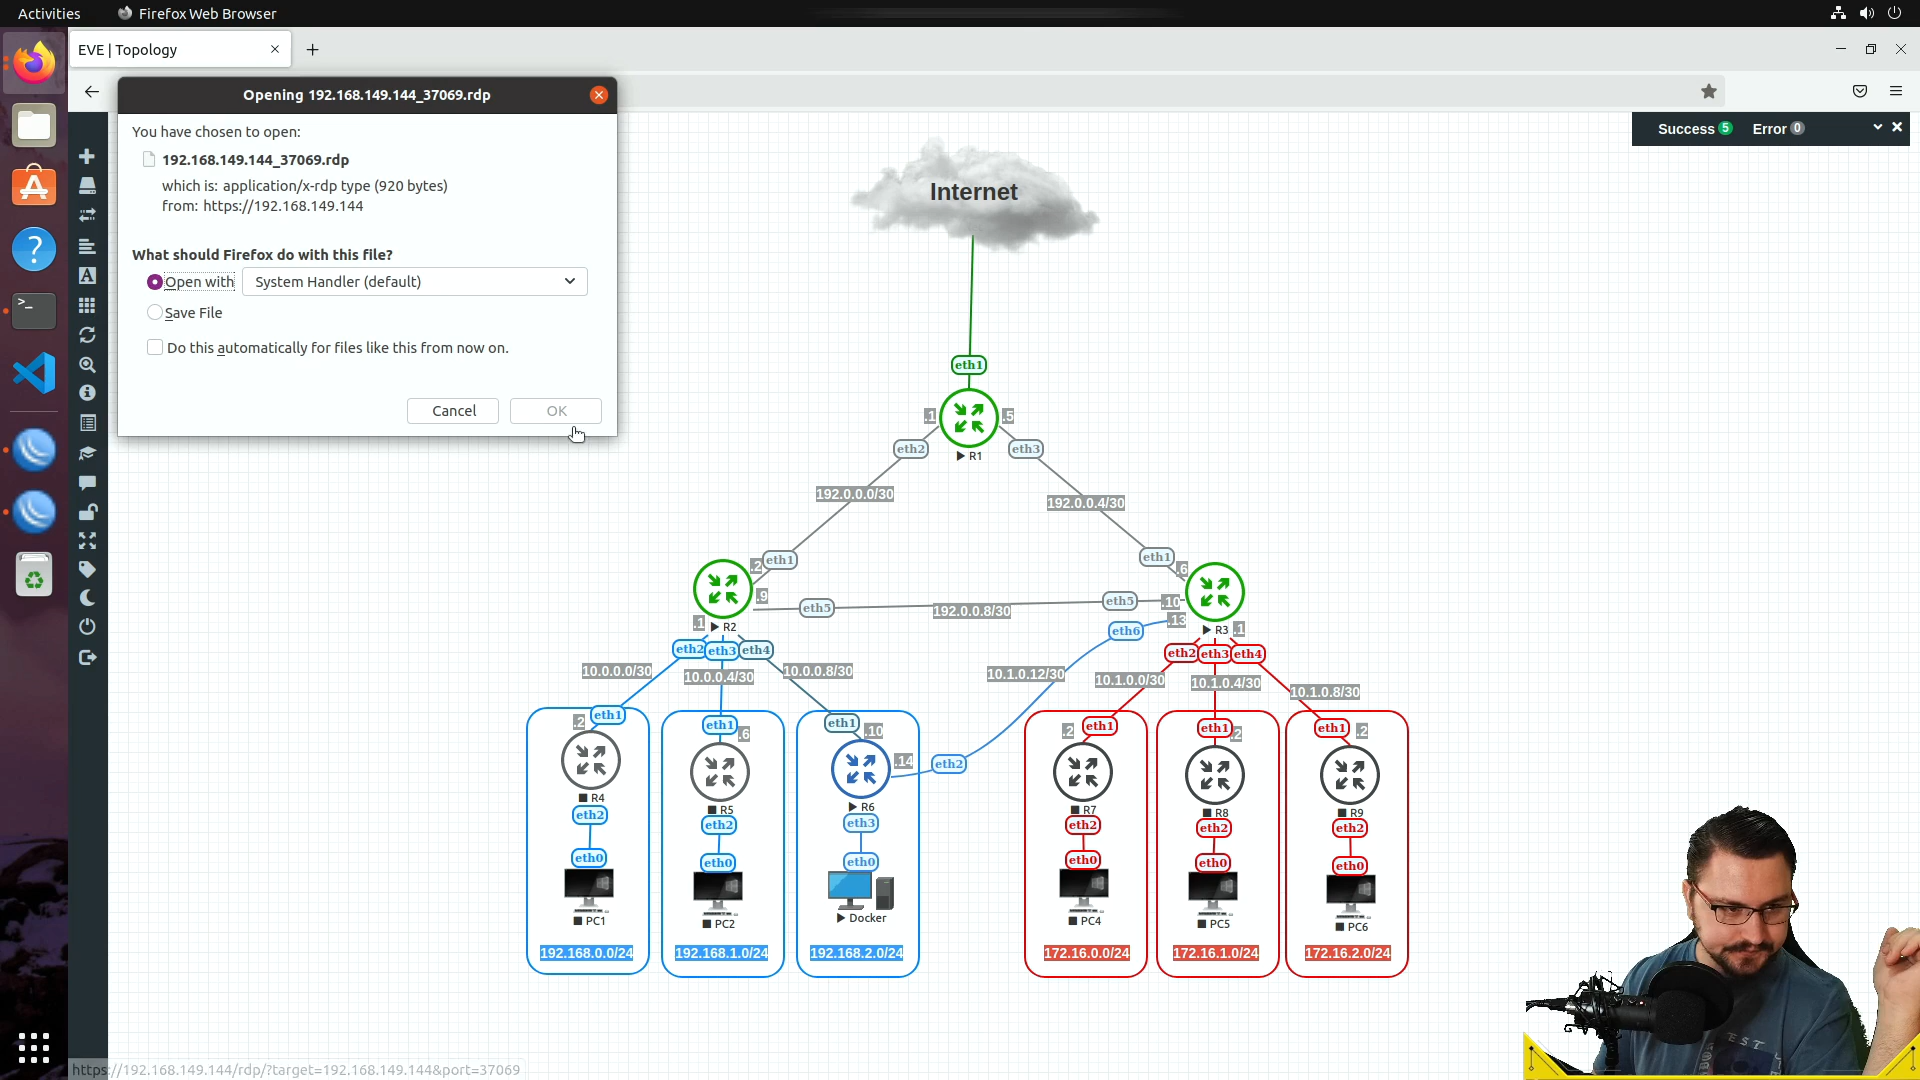 Activities
Firefox Web Browser
EVE | Topology
Opening 192.168.149.144_37069.rdp
You have chosen to open:
192.168.149.144_37069.rdp
which is: application/x-rdp type (920 bytes)
from: https://192.168.149.144
What should Firefox do with this file?
Open with
System Handler (default)
Save File
Do this automatically for files like this from now on.
Cancel
OK
Success 5
Error 0
Internet
eth1
.1
.5
R1
eth2
eth3
192.0.0.0/30
192.0.0.4/30
.2
eth1
eth1
.6
.9
eth5
192.0.0.8/30
eth5
.10
.13
.1
R2
eth6
R3
.1
eth2
eth3
eth4
eth2
eth3
eth4
10.0.0.0/30
10.0.0.4/30
10.0.0.8/30
10.1.0.12/30
10.1.0.0/30
10.1.0.4/30
10.1.0.8/30
.2
eth1
eth1
.6
eth1
.10
.2
eth1
eth1
.2
eth1
.2
.14
eth2
R4
R5
R6
R7
R8
R9
eth2
eth2
eth3
eth2
eth2
eth2
eth0
eth0
eth0
eth0
eth0
eth0
PC1
PC2
Docker
PC4
PC5
PC6
192.168.0.0/24
192.168.1.0/24
192.168.2.0/24
172.16.0.0/24
172.16.1.0/24
172.16.2.0/24
https://192.168.149.144/rdp/?target=192.168.149.144&port=37069